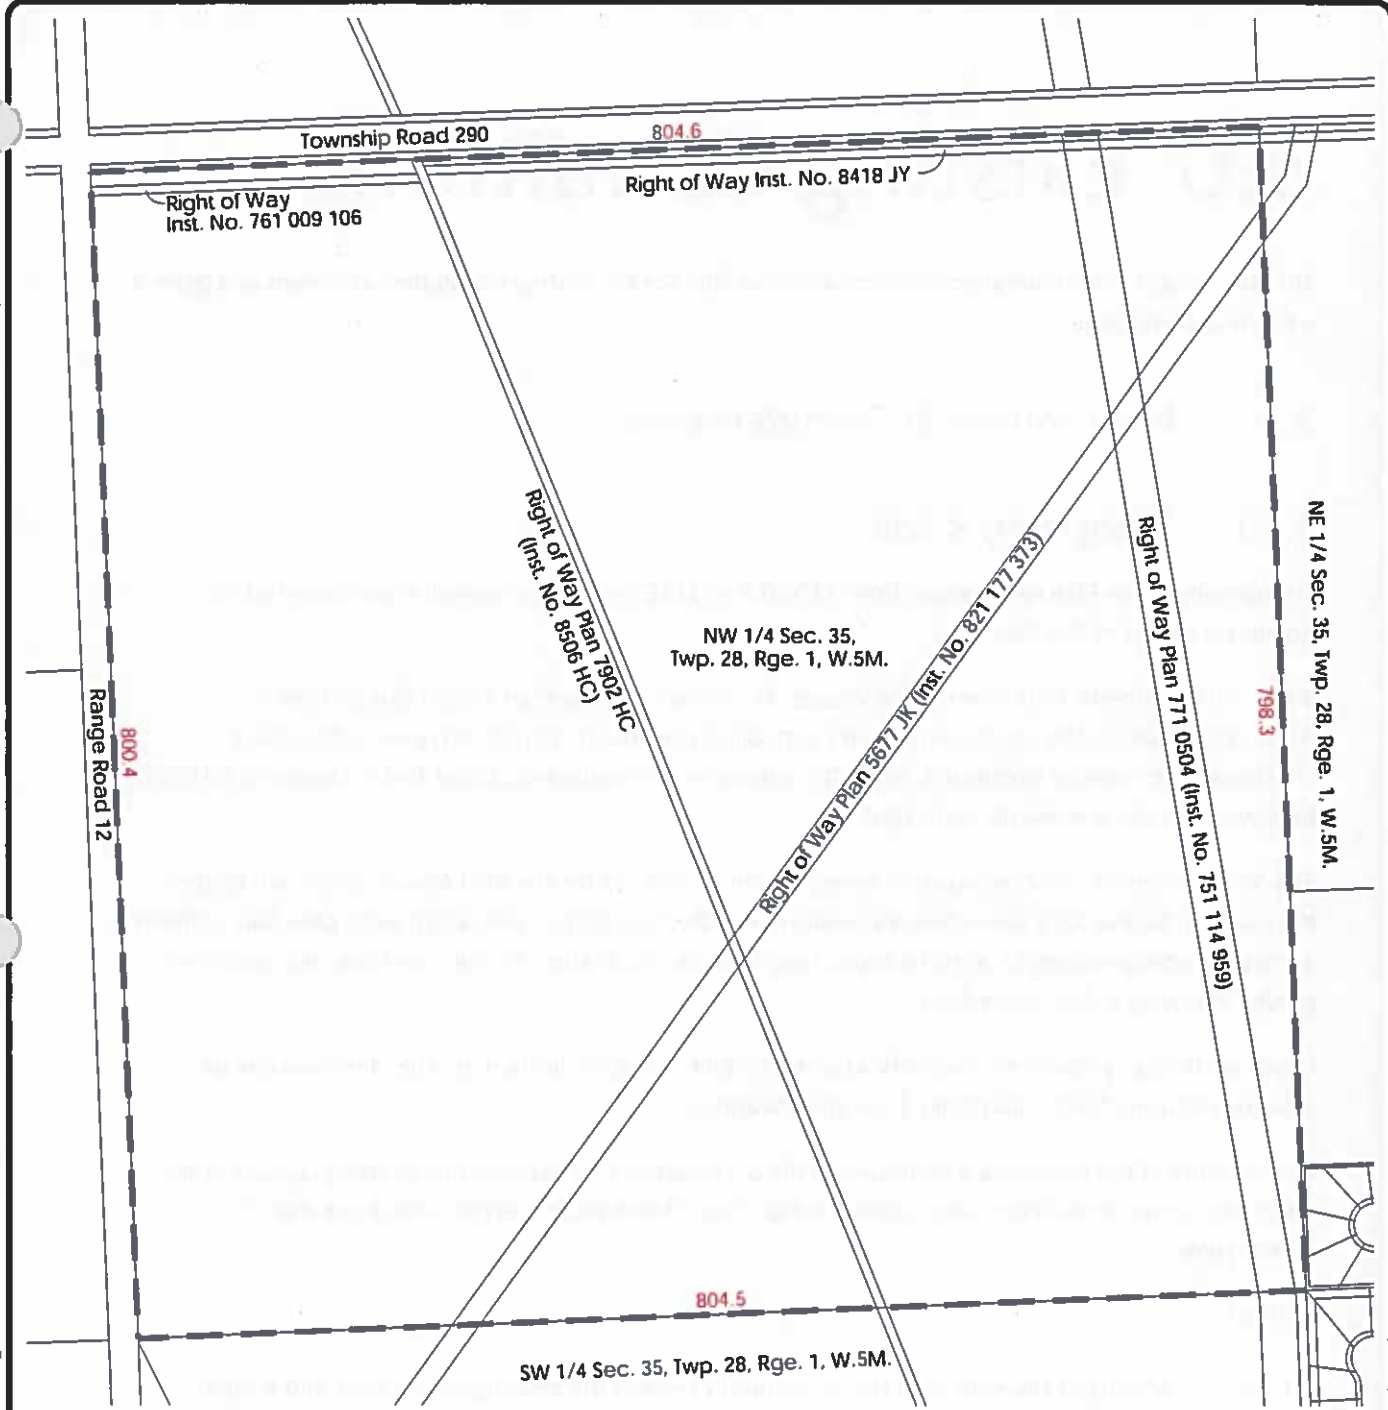 Township Road 290
804.6
Right of Way Inst. No. 8418 JY
Right of Way
Inst. No. 761 009 106
Right of Way Plan 7902 HC
(Inst. No. 8506 HC)
NW 1/4 Sec. 35,
Twp. 28, Rge. 1, W.5M.
Right of Way Plan 5677 JK (Inst. No. 821 177 373)
Right of Way Plan 771 0504 (Inst. No. 751 114 959)
NE 1/4 Sec. 35, Twp. 28, Rge. 1, W.5M.
798.3
Range Road 12
800.4
804.5
SW 1/4 Sec. 35, Twp. 28, Rge. 1, W.5M.